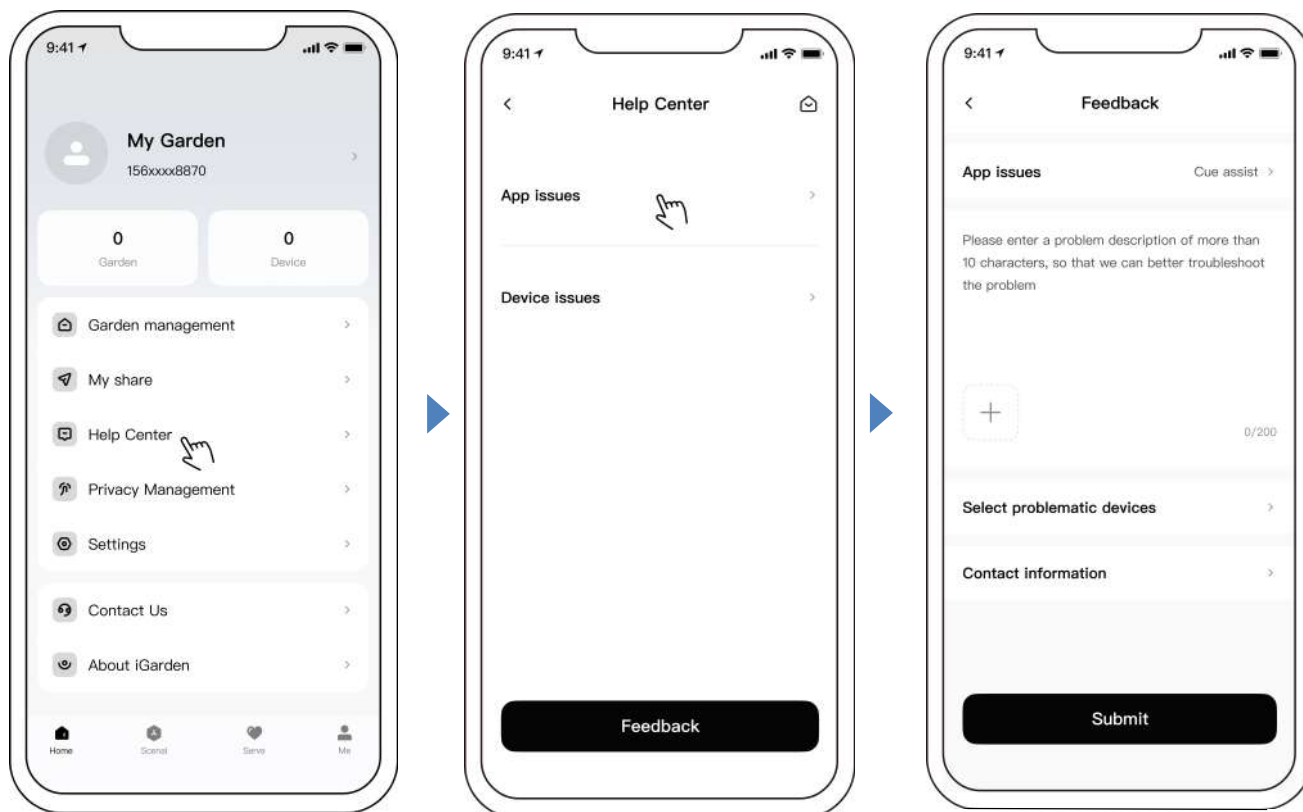 9:41
My Garden
156xxxx8870
0
Garden
0
Device
Garden management
My share
Help Center
Privacy Management
Settings
Contact Us
About iGarden
Home
Scenal
Sarvo
Me
9:41
Help Center
App issues
Device issues
Feedback
9:41
Feedback
App issues
Cue assist
Please enter a problem description of more than
10 characters, so that we can better troubleshoot
the problem
0/200
Select problematic devices
Contact information
Submit